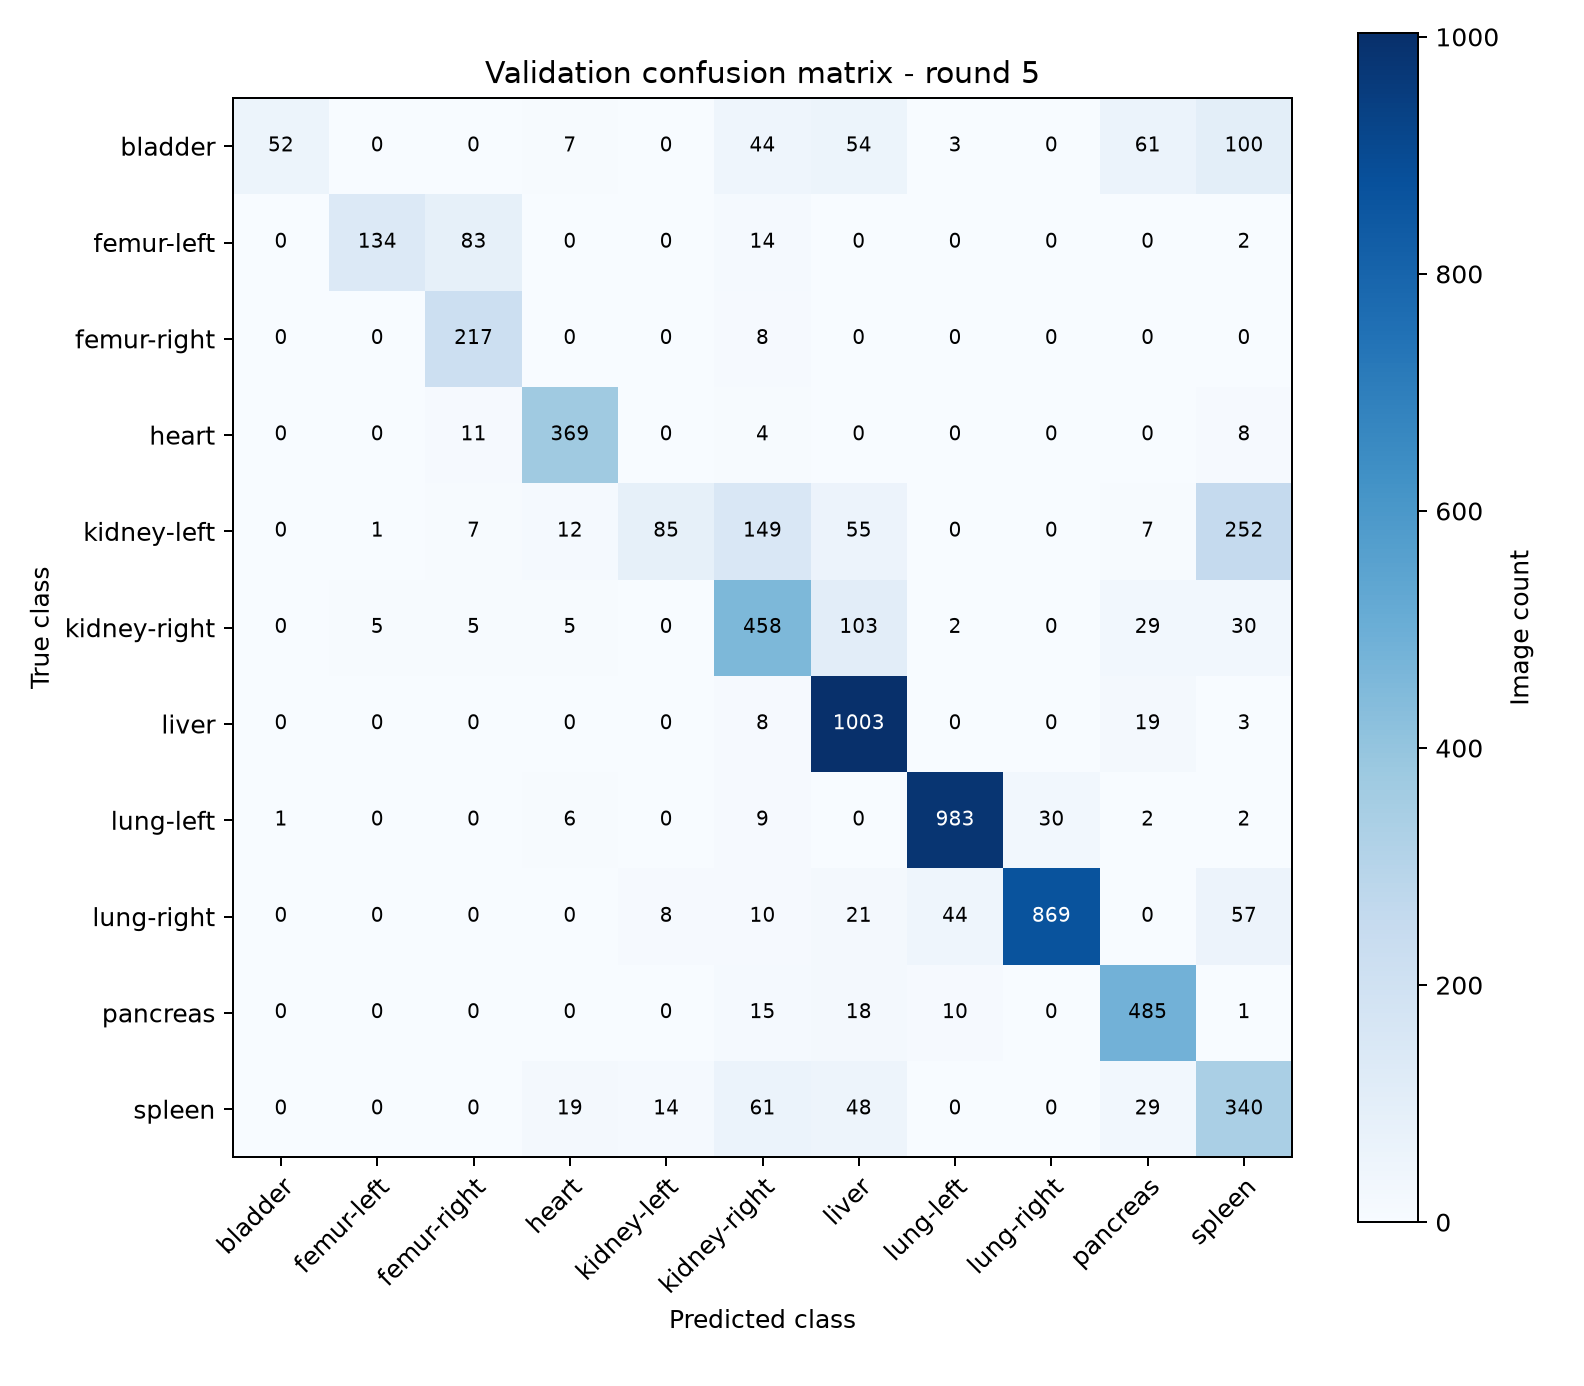 Validation confusion matrix - round 5
bladder 52 0 0 7 0 44 54 3 0 61 100
femur-left 0 134 83 0 0 14 0 0 0 0 2
femur-right 0 0 217 0 0 8 0 0 0 0 0
heart 0 0 11 369 0 4 0 0 0 0 8
kidney-left 0 1 7 12 85 149 55 0 0 7 252
kidney-right 0 5 5 5 0 458 103 2 0 29 30
liver 0 0 0 0 0 8 1003 0 0 19 3
lung-left 1 0 0 6 0 9 0 983 30 2 2
lung-right 0 0 0 0 8 10 21 44 869 0 57
pancreas 0 0 0 0 0 15 18 10 0 485 1
spleen 0 0 0 19 14 61 48 0 0 29 340
bladder femur-left femur-right heart kidney-left kidney-right liver lung-left lung-right pancreas spleen
Predicted class
True class
1000
800
600
400
200
0
Image count